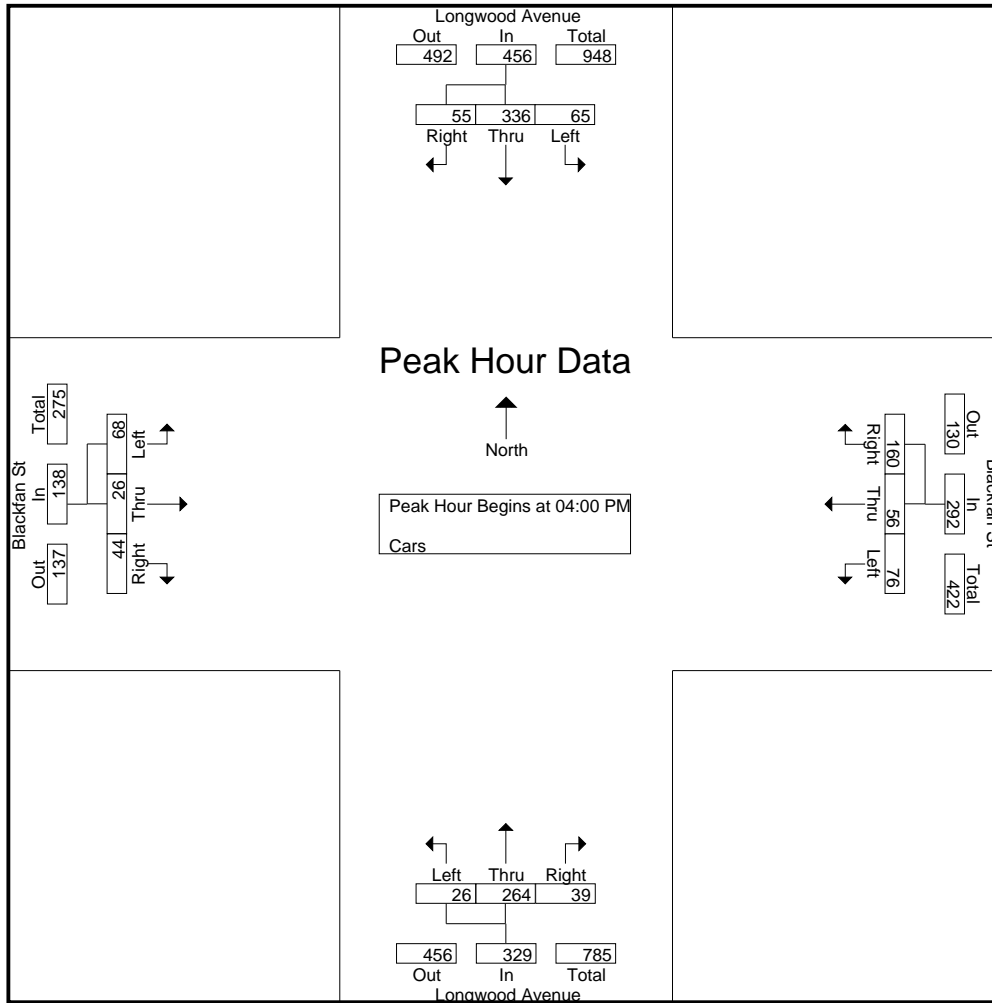 Longwood Avenue
Out In Total
492 456 948
55 336 65
Right Thru Left
Peak Hour Data
North
Peak Hour Begins at 04:00 PM
Cars
Blackfan St
Total In Out
275 138 137
68 26 44
Left Thru Right
Blackfan St
Out In Total
130 292 422
160 56 76
Right Thru Left
Left Thru Right
26 264 39
456 329 785
Out In Total
Longwood Avenue